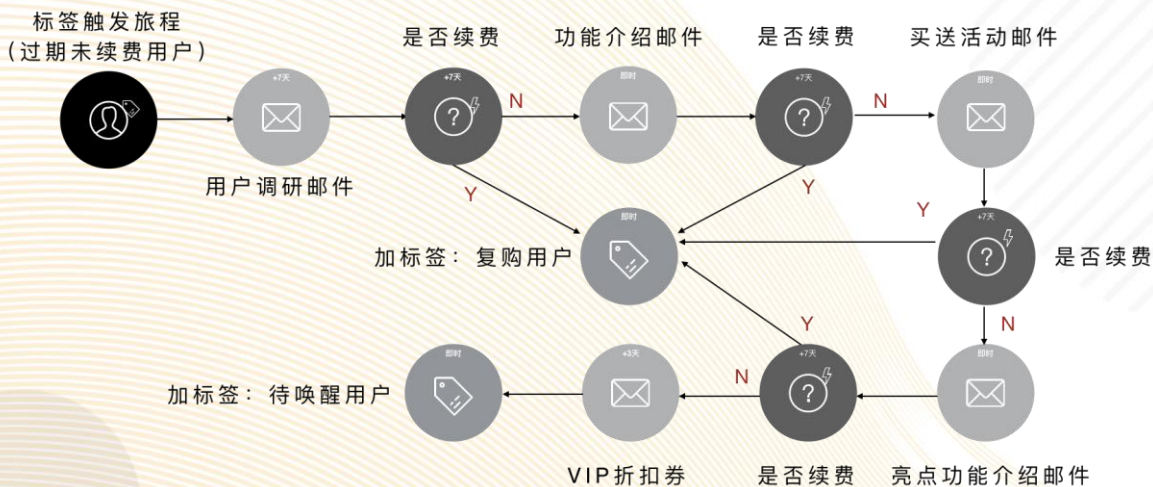 标签触发旅程
(过期未续费用户)
是否续费
功能介绍邮件
是否续费
买送活动邮件
+7天
+7天
即时
+7天
即时
N
N
?
?
用户调研邮件
Y
Y
即时
Y
+7天
加标签：复购用户
?
是否续费
Y
N
即时
+3天
+7天
即时
加标签：待唤醒用户
N
?
VIP折扣券
是否续费
亮点功能介绍邮件